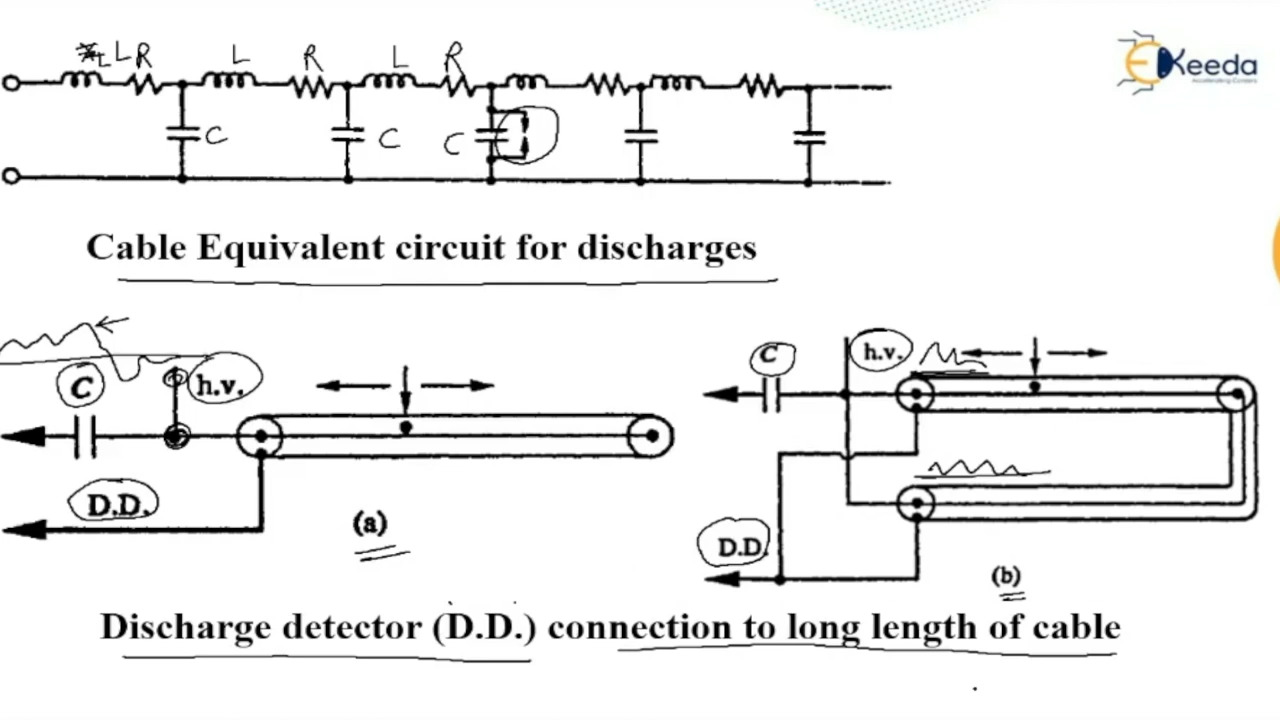 Keeda
L R L R L R
C C C
Cable Equivalent circuit for discharges
C h.v.
D.D.
(a)
C h.v.
D.D.
(b)
Discharge detector (D.D.) connection to long length of cable